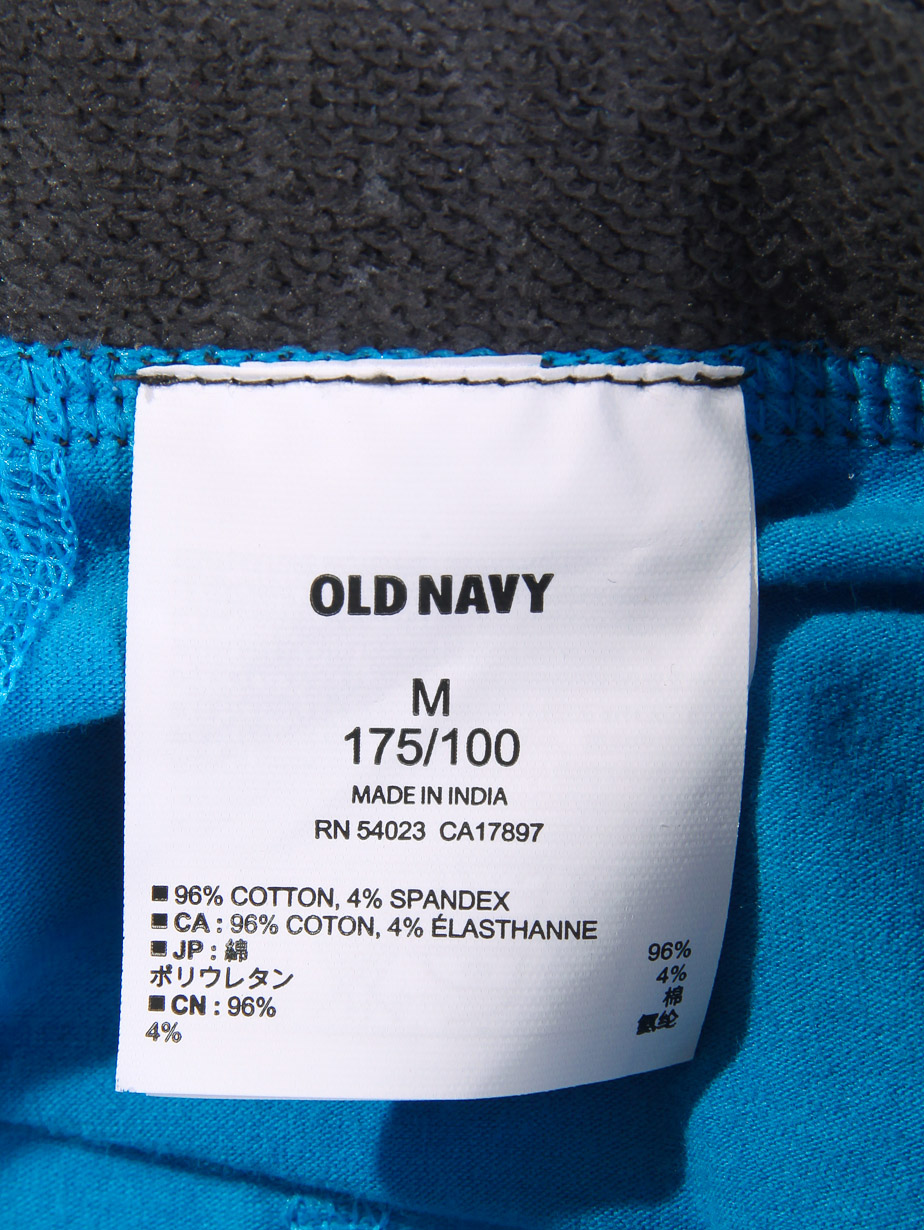 OLD NAVY
M
175/100
MADE IN INDIA
RN 54023 CA17897
■ 96% COTTON, 4% SPANDEX
■ CA : 96% COTON, 4% ÉLASTHANNE
■ JP : 綿 96%
ポリウレタン 4%
■ CN : 96% 棉
4% 氨纶